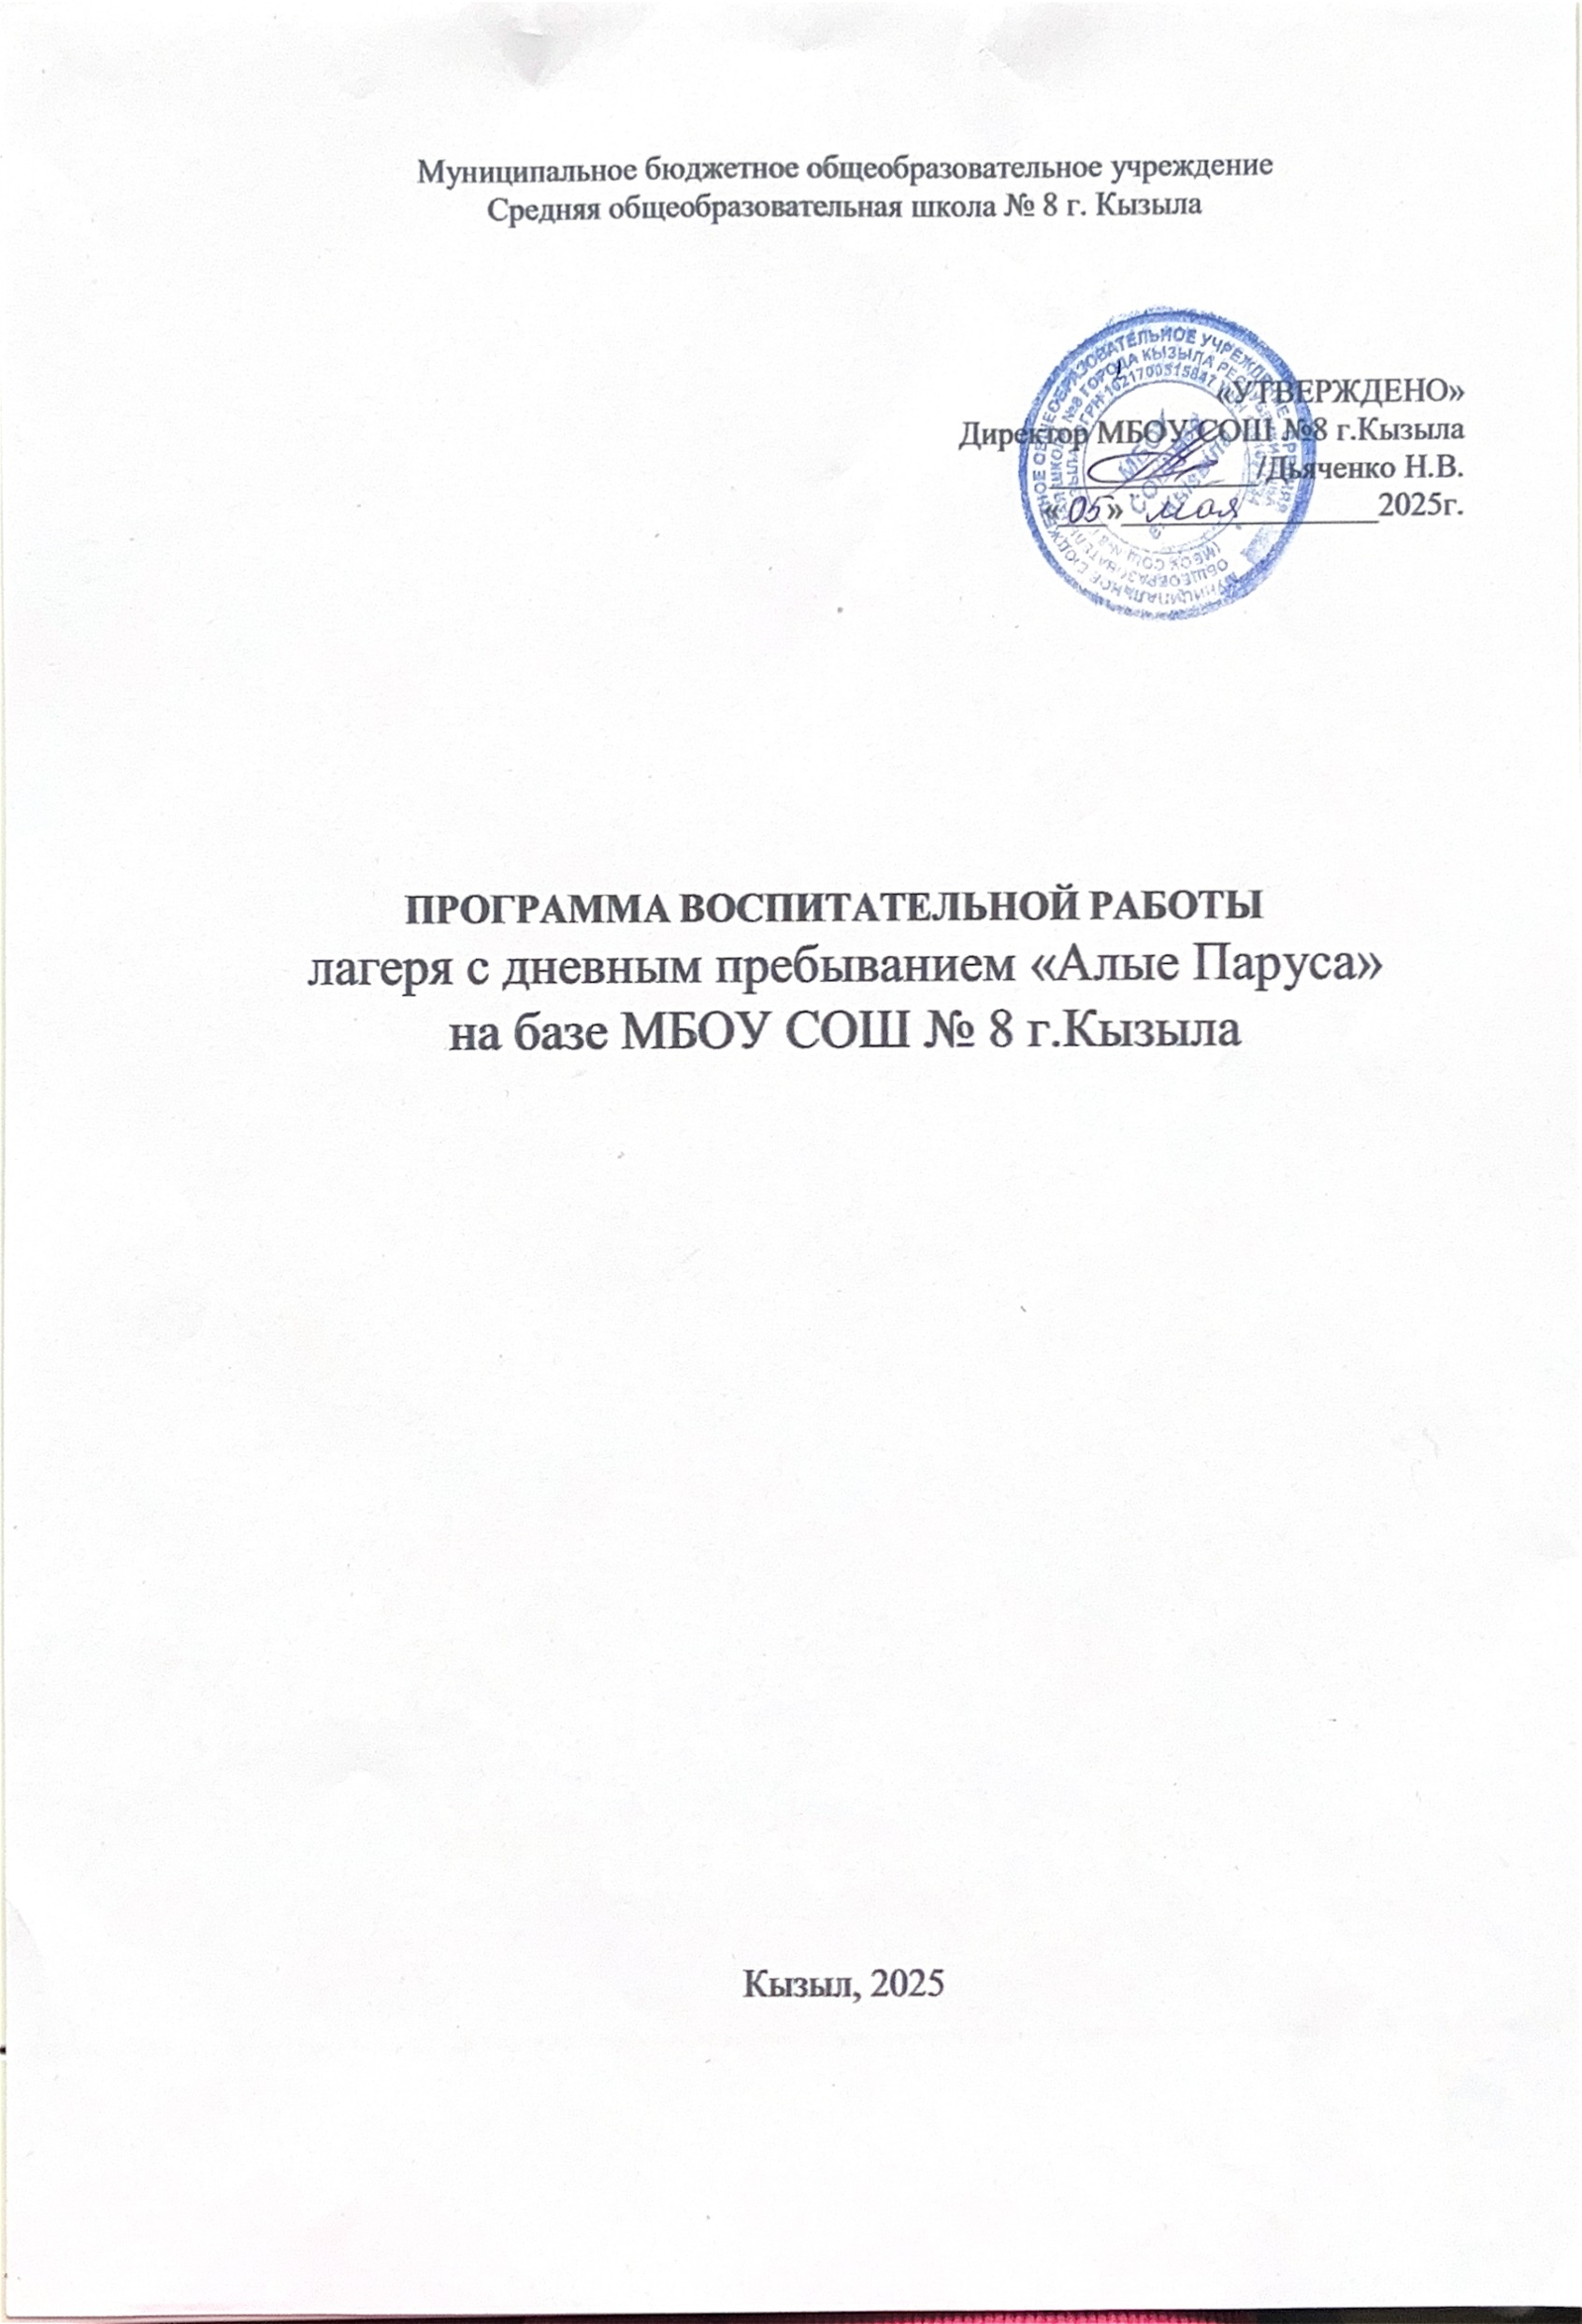 Муниципальное бюджетное общеобразовательное учреждение
Средняя общеобразовательная школа № 8 г. Кызыла
«УТВЕРЖДЕНО»
Директор МБОУ СОШ №8 г.Кызыла
/Дьяченко Н.В.
«05» мая 2025г.
ПРОГРАММА ВОСПИТАТЕЛЬНОЙ РАБОТЫ
лагеря с дневным пребыванием «Алые Паруса»
на базе МБОУ СОШ № 8 г.Кызыла
Кызыл, 2025